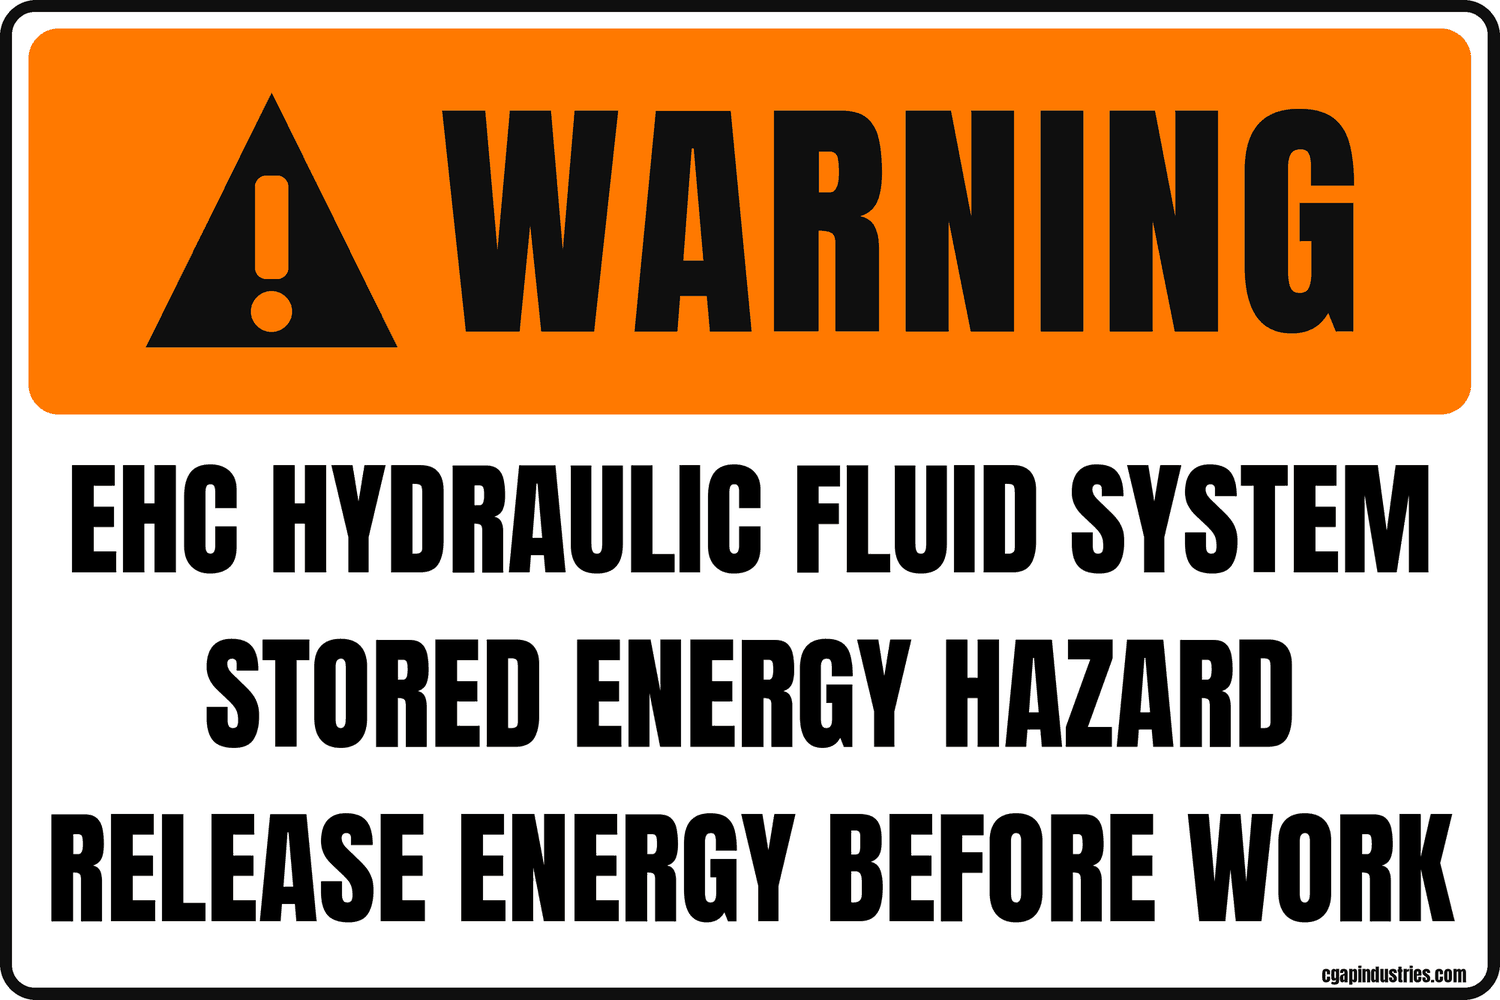 WARNING
EHC HYDRAULIC FLUID SYSTEM
STORED ENERGY HAZARD
RELEASE ENERGY BEFORE WORK
cgapindustries.com